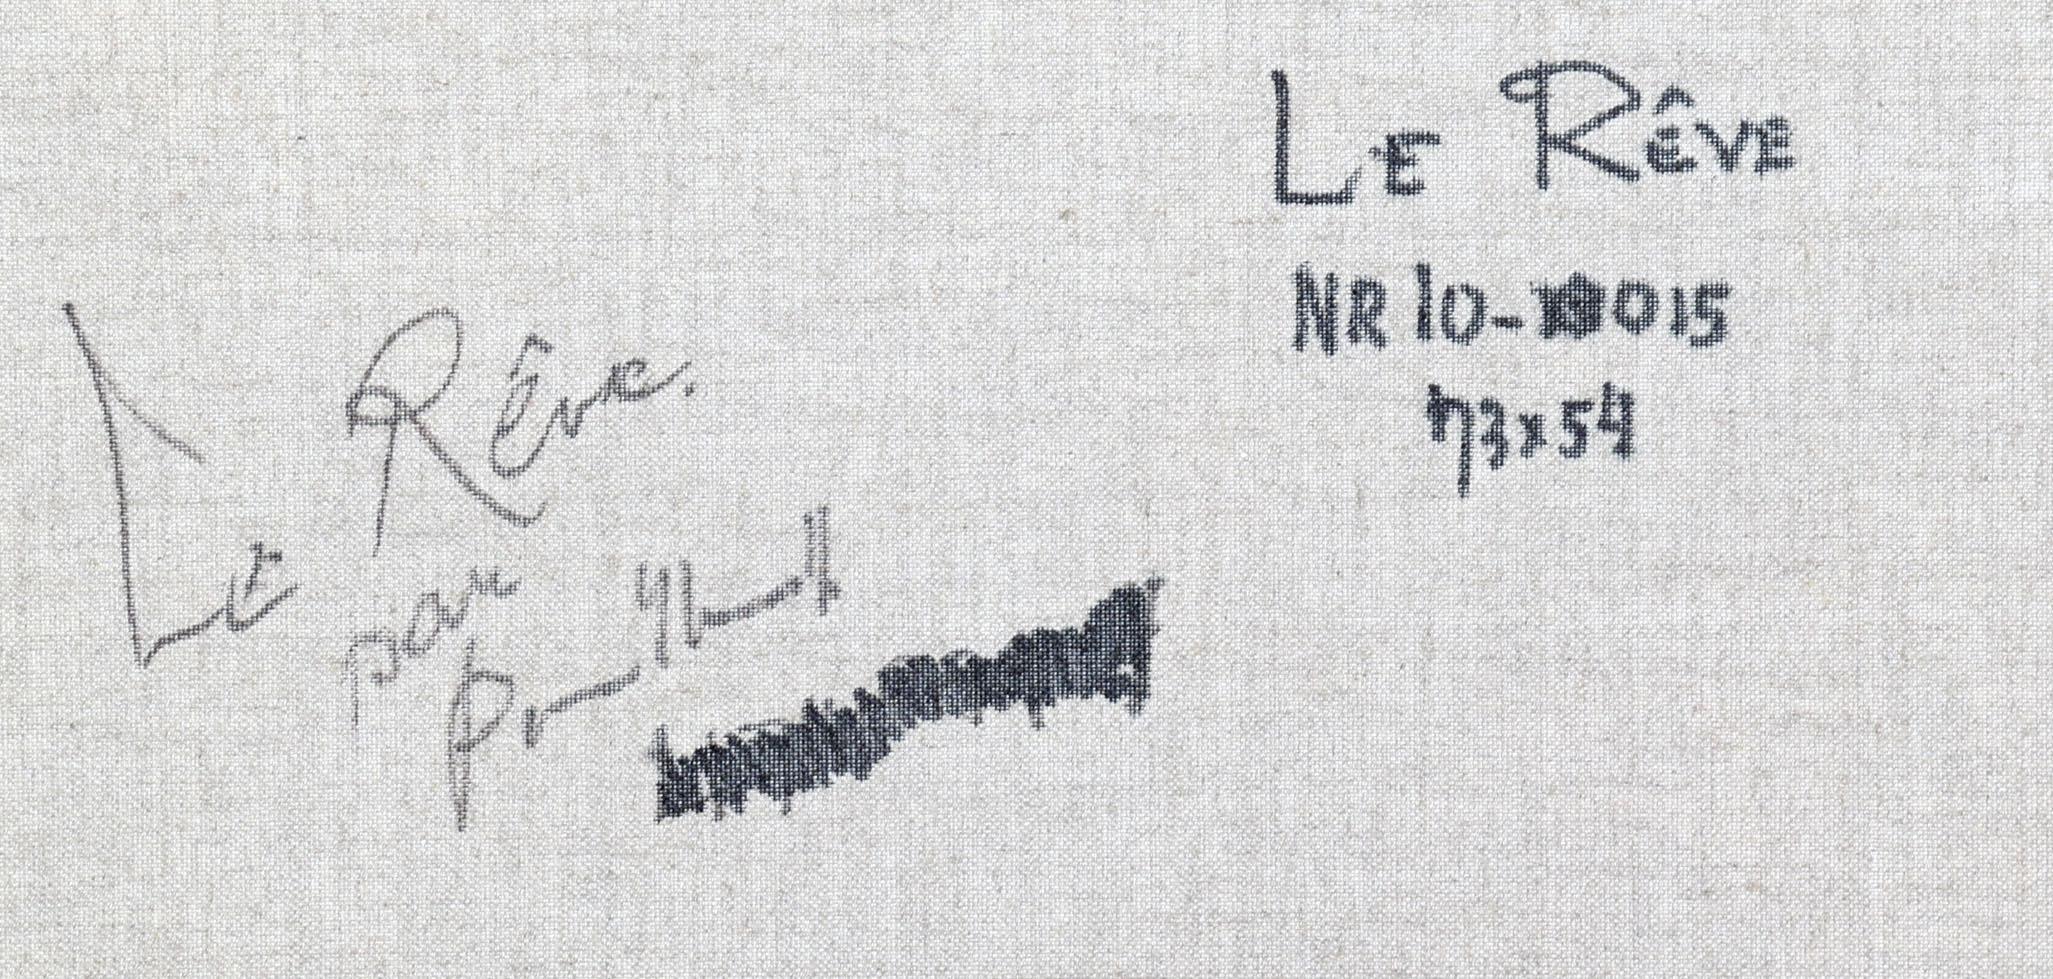 Le Rêve.
par
LE RÊVE
NR 10-015
73x54